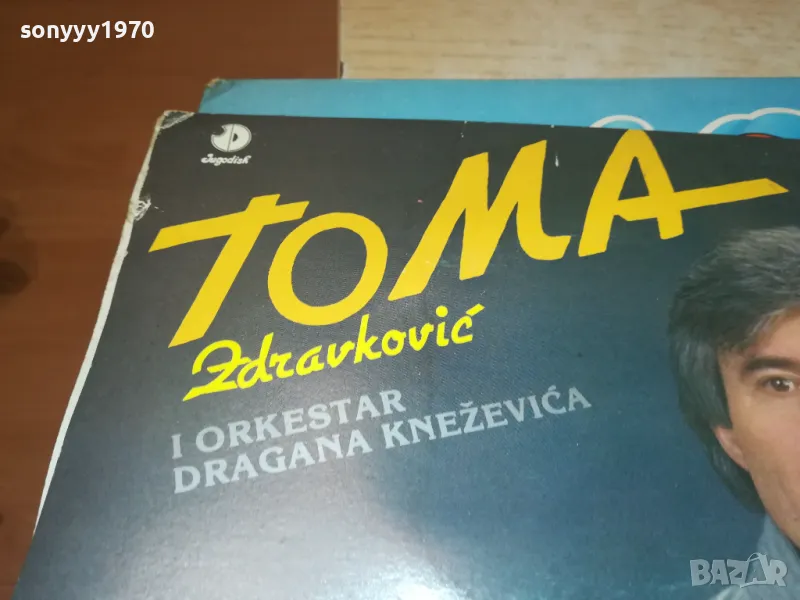 sonyyy1970
Jugodisk
TOMA
Zdravković
I ORKESTAR
DRAGANA KNEŽEVIĆA
BAZAR